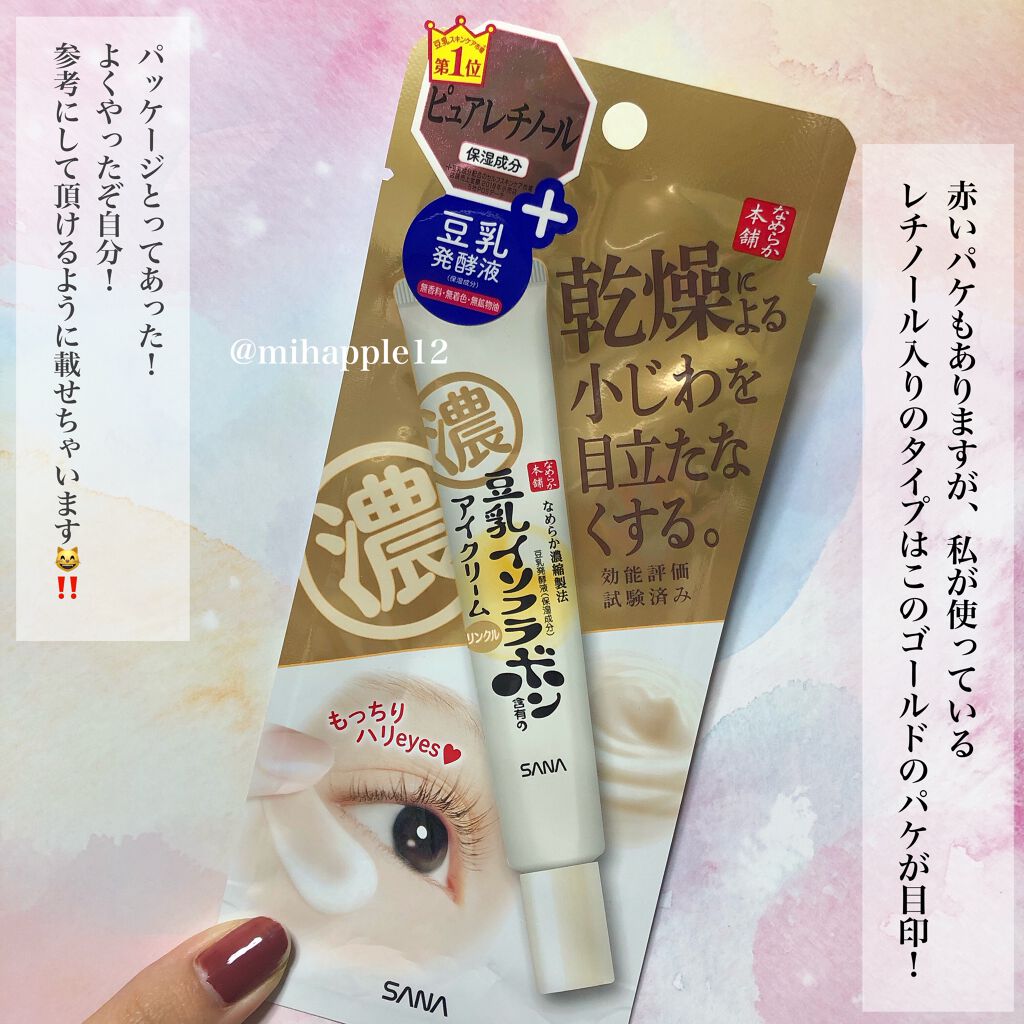 パッケージとってあった！
よくやったぞ自分！
参考にして頂けるように載せちゃいます😸‼️
赤いパケもありますが、私が使っている
レチノール入りのタイプはこのゴールドのパケが目印！
@mihapple12
豆乳スキンケア市場
第1位
ピュアレチノール
保湿成分
+
豆乳
発酵液
(保湿成分)
無香料・無着色・無鉱物油
なめらか
本舗
乾燥による
小じわを
目立たな
くする。
効能評価
試験済み
濃
濃
なめらか
本舗
なめらか濃縮製法
豆乳発酵液(保湿成分)
豆乳イソフラボン
含有の
アイクリーム
リンクル
SANA
もっちり
ハリeyes♥
SANA